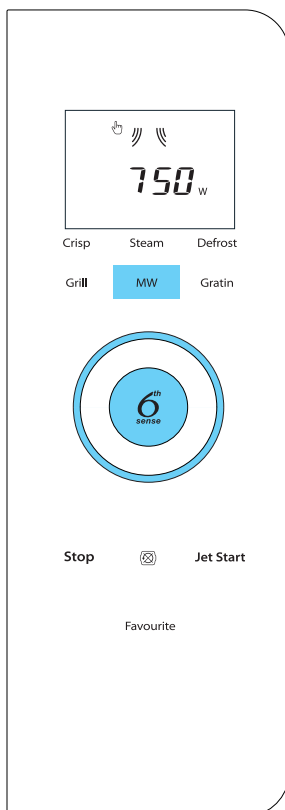 750 W
Crisp Steam Defrost
Grill MW Gratin
6th
sense
Stop Jet Start
Favourite